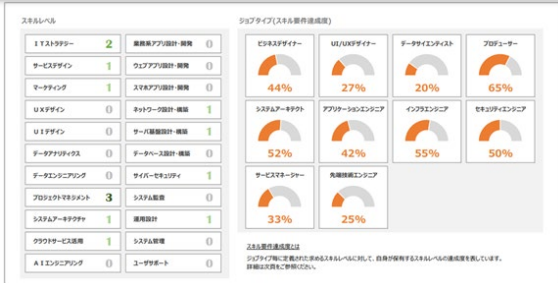 スキルレベル
ITストラテジー 2
業務系アプリ設計・開発 0
サービスデザイン 1
ウェブアプリ設計・開発 0
マーケティング 1
スマホアプリ設計・開発 0
UXデザイン 0
ネットワーク設計・構築 1
UIデザイン 0
サーバ基盤設計・構築 1
データアナリティクス 0
データベース設計・構築 0
データエンジニアリング 0
サイバーセキュリティ 1
プロジェクトマネジメント 3
システム監査 0
システムアーキテクチャ 1
運用設計 1
クラウドサービス活用 1
システム管理 0
AIエンジニアリング 0
ユーザサポート 0
ジョブタイプ(スキル要件達成度)
ビジネスデザイナー
44%
UI/UXデザイナー
27%
データサイエンティスト
20%
プロデューサー
65%
システムアーキテクト
52%
アプリケーションエンジニア
42%
インフラエンジニア
55%
セキュリティエンジニア
50%
サービスマネージャー
33%
先端技術エンジニア
25%
スキル要件達成度とは
ジョブタイプ毎に定義された求めるスキルレベルに対して、自身が保有するスキルレベルの達成度を表しています。
詳細は次頁をご参照ください。